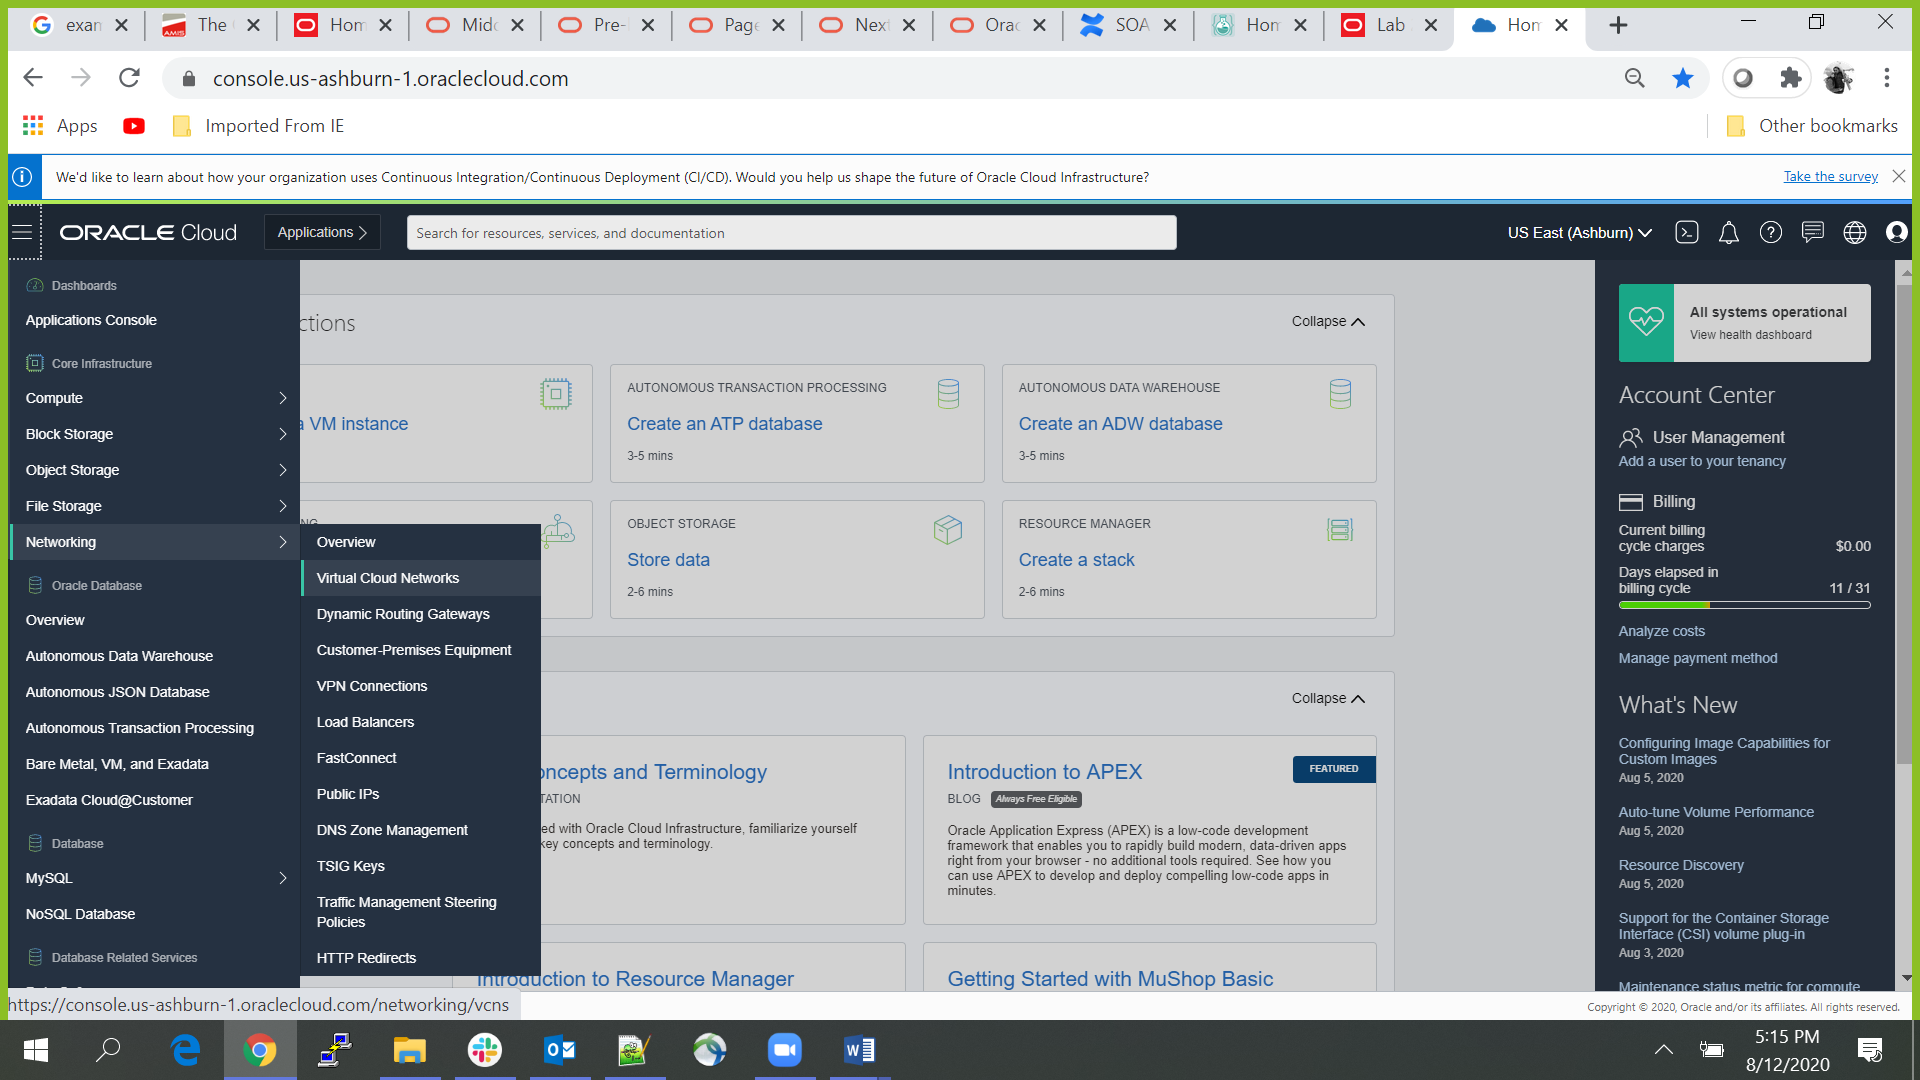 exam
The
Hom
Mid
Pre-
Page
Next
Orac
SOA
Hom
Lab
Hom
console.us-ashburn-1.oraclecloud.com
Apps
Imported From IE
Other bookmarks
We'd like to learn about how your organization uses Continuous Integration/Continuous Deployment (CI/CD). Would you help us shape the future of Oracle Cloud Infrastructure?
Take the survey
ORACLE Cloud
Applications
Search for resources, services, and documentation
US East (Ashburn)
Dashboards
Applications Console
Core Infrastructure
Compute
Block Storage
Object Storage
File Storage
Networking
Oracle Database
Overview
Autonomous Data Warehouse
Autonomous JSON Database
Autonomous Transaction Processing
Bare Metal, VM, and Exadata
Exadata Cloud@Customer
Database
MySQL
NoSQL Database
Database Related Services
Overview
Virtual Cloud Networks
Dynamic Routing Gateways
Customer-Premises Equipment
VPN Connections
Load Balancers
FastConnect
Public IPs
DNS Zone Management
TSIG Keys
Traffic Management Steering
Policies
HTTP Redirects
ctions
Collapse
a VM instance
AUTONOMOUS TRANSACTION PROCESSING
Create an ATP database
3-5 mins
AUTONOMOUS DATA WAREHOUSE
Create an ADW database
3-5 mins
NG
OBJECT STORAGE
Store data
2-6 mins
RESOURCE MANAGER
Create a stack
2-6 mins
Collapse
oncepts and Terminology
TATION
ed with Oracle Cloud Infrastructure, familiarize yourself
key concepts and terminology.
Introduction to APEX
FEATURED
BLOG Always Free Eligible
Oracle Application Express (APEX) is a low-code development
framework that enables you to rapidly build modern, data-driven apps
right from your browser - no additional tools required. See how you
can use APEX to develop and deploy compelling low-code apps in
minutes.
Introduction to Resource Manager
Getting Started with MuShop Basic
All systems operational
View health dashboard
Account Center
User Management
Add a user to your tenancy
Billing
Current billing
cycle charges
$0.00
Days elapsed in
billing cycle
11 / 31
Analyze costs
Manage payment method
What's New
Configuring Image Capabilities for
Custom Images
Aug 5, 2020
Auto-tune Volume Performance
Aug 5, 2020
Resource Discovery
Aug 5, 2020
Support for the Container Storage
Interface (CSI) volume plug-in
Aug 3, 2020
Maintenance status metric for compute
https://console.us-ashburn-1.oraclecloud.com/networking/vcns
Copyright © 2020, Oracle and/or its affiliates. All rights reserved.
5:15 PM
8/12/2020